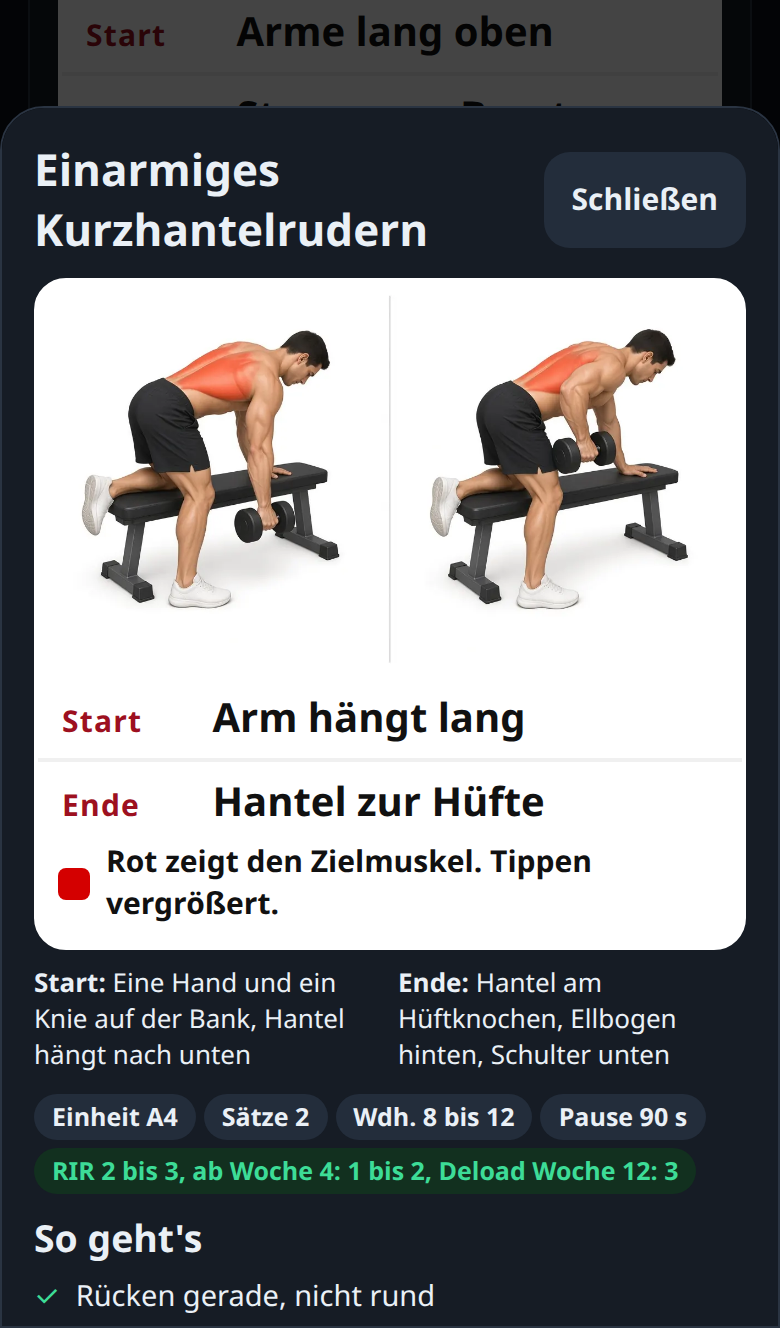 Start Arme lang oben
Einarmiges
Kurzhantelrudern
Schließen
Start Arm hängt lang
Ende Hantel zur Hüfte
Rot zeigt den Zielmuskel. Tippen
vergrößert.
Start: Eine Hand und ein
Knie auf der Bank, Hantel
hängt nach unten
Ende: Hantel am
Hüftknochen, Ellbogen
hinten, Schulter unten
Einheit A4 Sätze 2 Wdh. 8 bis 12 Pause 90 s
RIR 2 bis 3, ab Woche 4: 1 bis 2, Deload Woche 12: 3
So geht's
✓ Rücken gerade, nicht rund